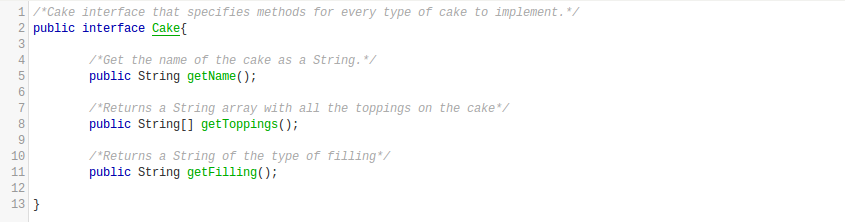 1 /*Cake interface that specifies methods for every type of cake to implement.*/
2 public interface Cake{
3
4 /*Get the name of the cake as a String.*/
5 public String getName();
6
7 /*Returns a String array with all the toppings on the cake*/
8 public String[] getToppings();
9
10 /*Returns a String of the type of filling*/
11 public String getFilling();
12
13 }